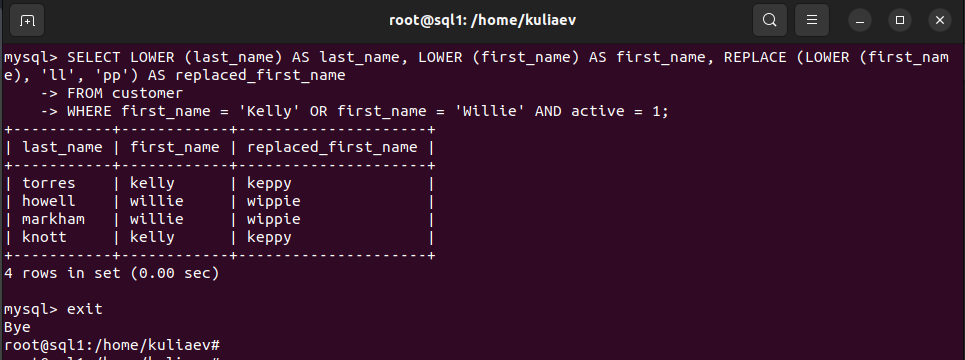 root@sql1: /home/kuliaev
mysql> SELECT LOWER (last_name) AS last_name, LOWER (first_name) AS first_name, REPLACE (LOWER (first_nam
e), 'll', 'pp') AS replaced_first_name
    -> FROM customer
    -> WHERE first_name = 'Kelly' OR first_name = 'Willie' AND active = 1;
+-----------+------------+---------------------+
| last_name | first_name | replaced_first_name |
+-----------+------------+---------------------+
| torres    | kelly      | keppy               |
| howell    | willie     | wippie              |
| markham   | willie     | wippie              |
| knott     | kelly      | keppy               |
+-----------+------------+---------------------+
4 rows in set (0.00 sec)
mysql> exit
Bye
root@sql1:/home/kuliaev#